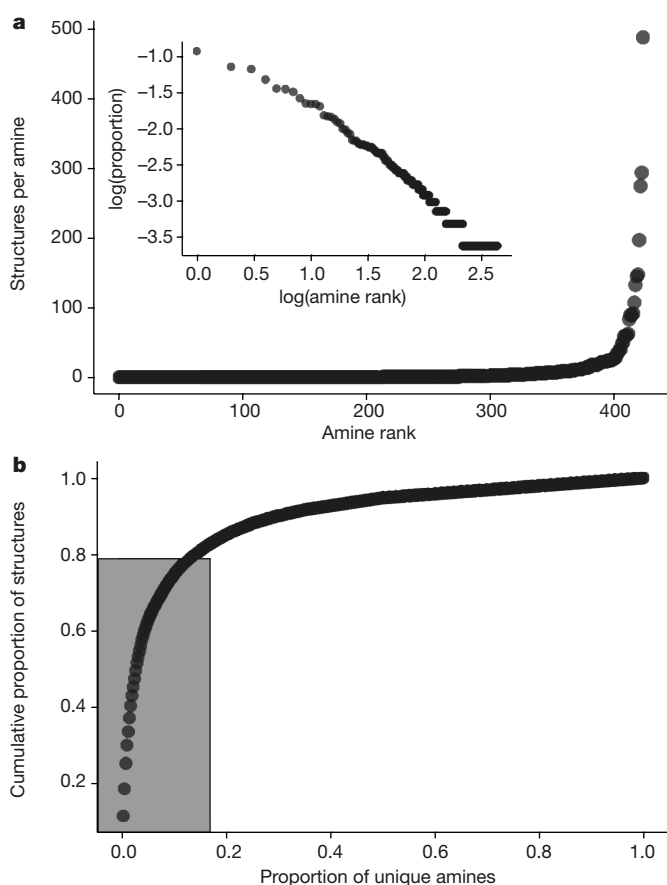 a
Structures per amine
500
400
300
200
100
0
log(proportion)
−1.0
−1.5
−2.0
−2.5
−3.0
−3.5
0.0 0.5 1.0 1.5 2.0 2.5
log(amine rank)
0 100 200 300 400
Amine rank
b
Cumulative proportion of structures
1.0
0.8
0.6
0.4
0.2
0.0 0.2 0.4 0.6 0.8 1.0
Proportion of unique amines